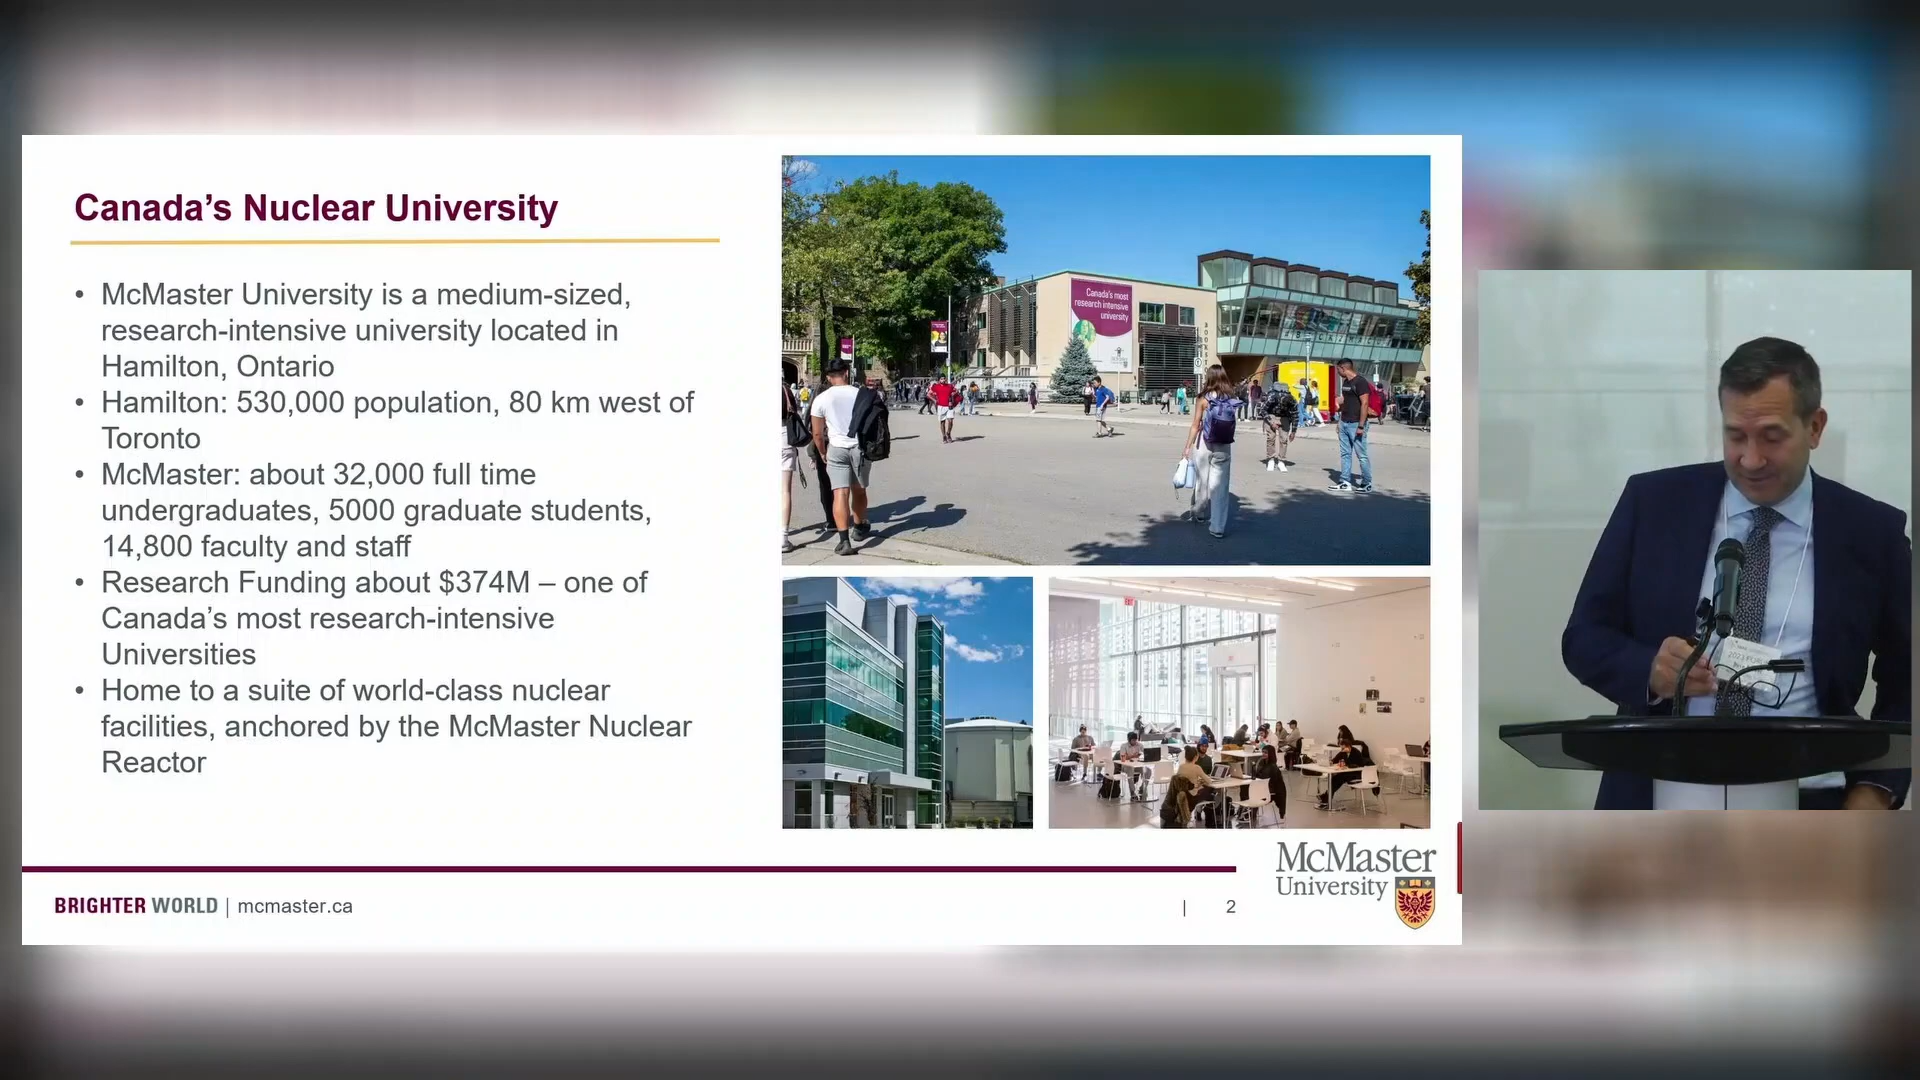 Canada’s Nuclear University
• McMaster University is a medium-sized,
research-intensive university located in
Hamilton, Ontario
• Hamilton: 530,000 population, 80 km west of
Toronto
• McMaster: about 32,000 full time
undergraduates, 5000 graduate students,
14,800 faculty and staff
• Research Funding about $374M – one of
Canada’s most research-intensive
Universities
• Home to a suite of world-class nuclear
facilities, anchored by the McMaster Nuclear
Reactor
Canada's most
research intensive
university
BRIGHTER WORLD | mcmaster.ca
| 2
McMaster
University